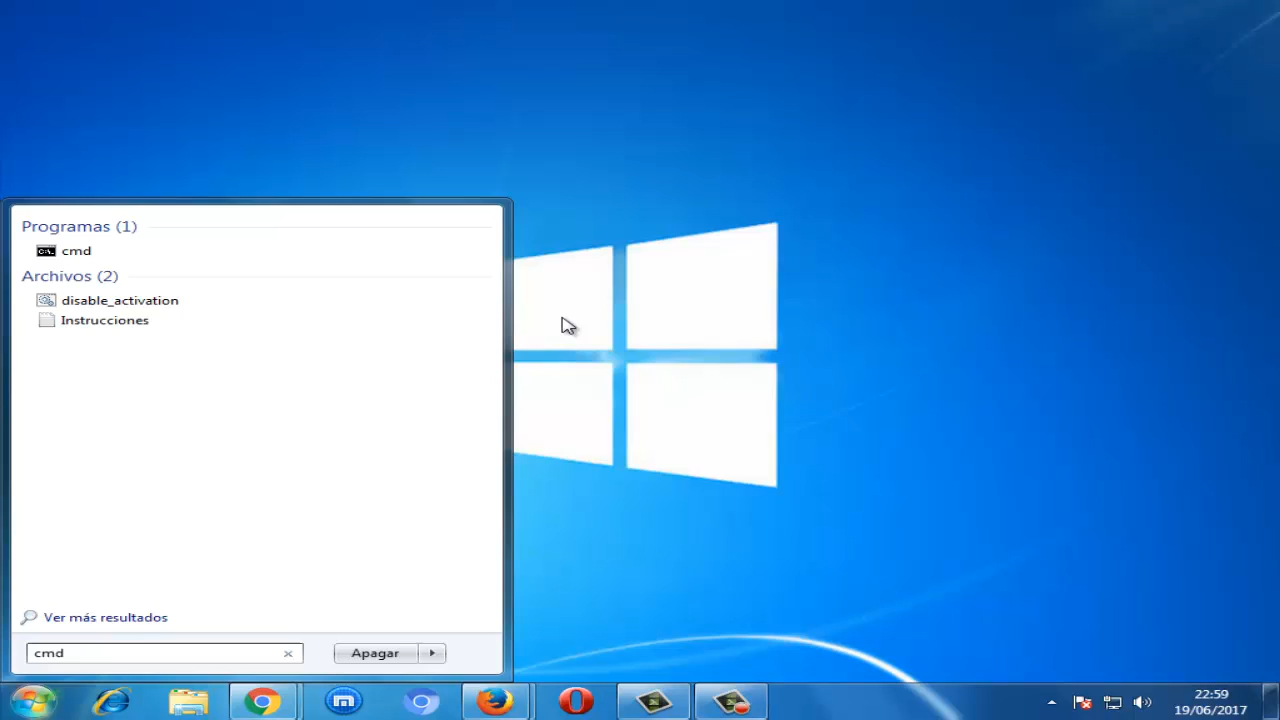 Programas (1)
cmd
Archivos (2)
disable_activation
Instrucciones
Ver más resultados
cmd
Apagar
22:59
19/06/2017